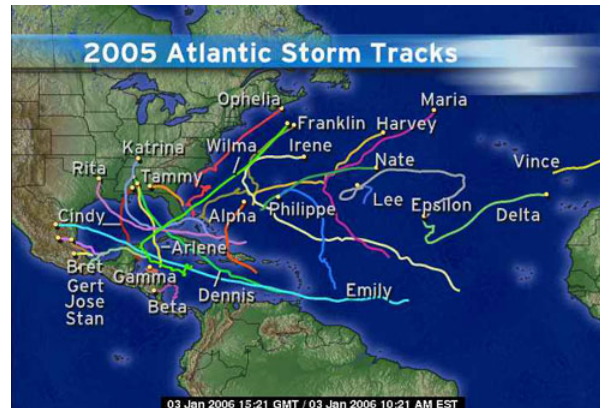 2005 Atlantic Storm Tracks
Ophelia
Maria
Franklin
Harvey
Katrina
Wilma
Irene
Rita
Tammy
Nate
Vince
Lee
Cindy
Alpha
Philippe
Epsilon
Delta
Arlene
Bret
Gamma
Gert
Dennis
Emily
Jose
Beta
Stan
03 Jan 2006 15:21 GMT / 03 Jan 2006 10:21 AM EST